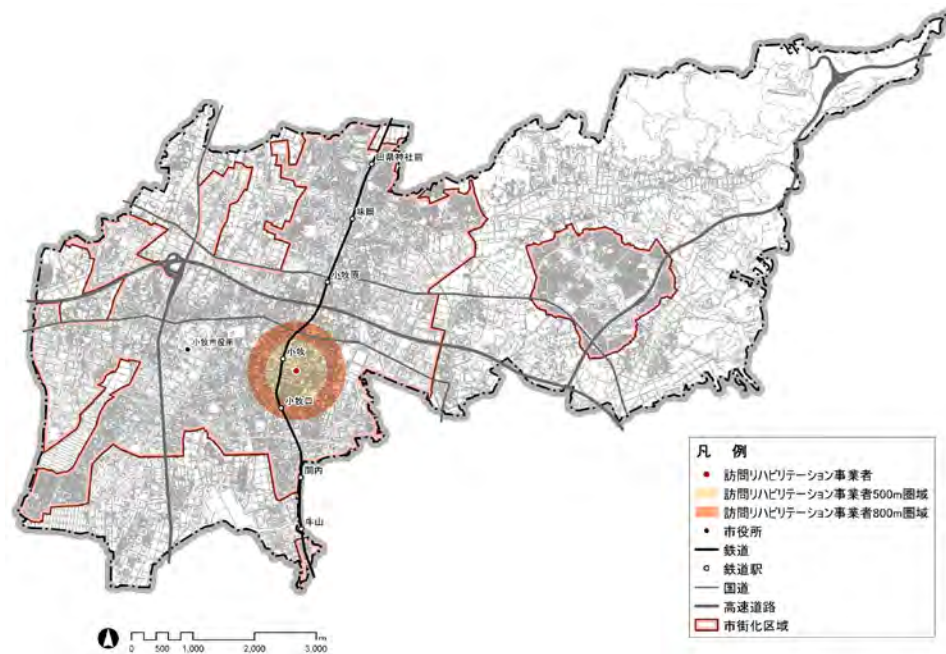 田県神社前
味岡
小牧原
小牧市役所
小牧
小牧口
間内
牛山
凡 例
訪問リハビリテーション事業者
訪問リハビリテーション事業者500m圏域
訪問リハビリテーション事業者800m圏域
市役所
鉄道
鉄道駅
国道
高速道路
市街化区域
0 500 1,000 2,000 3,000
m